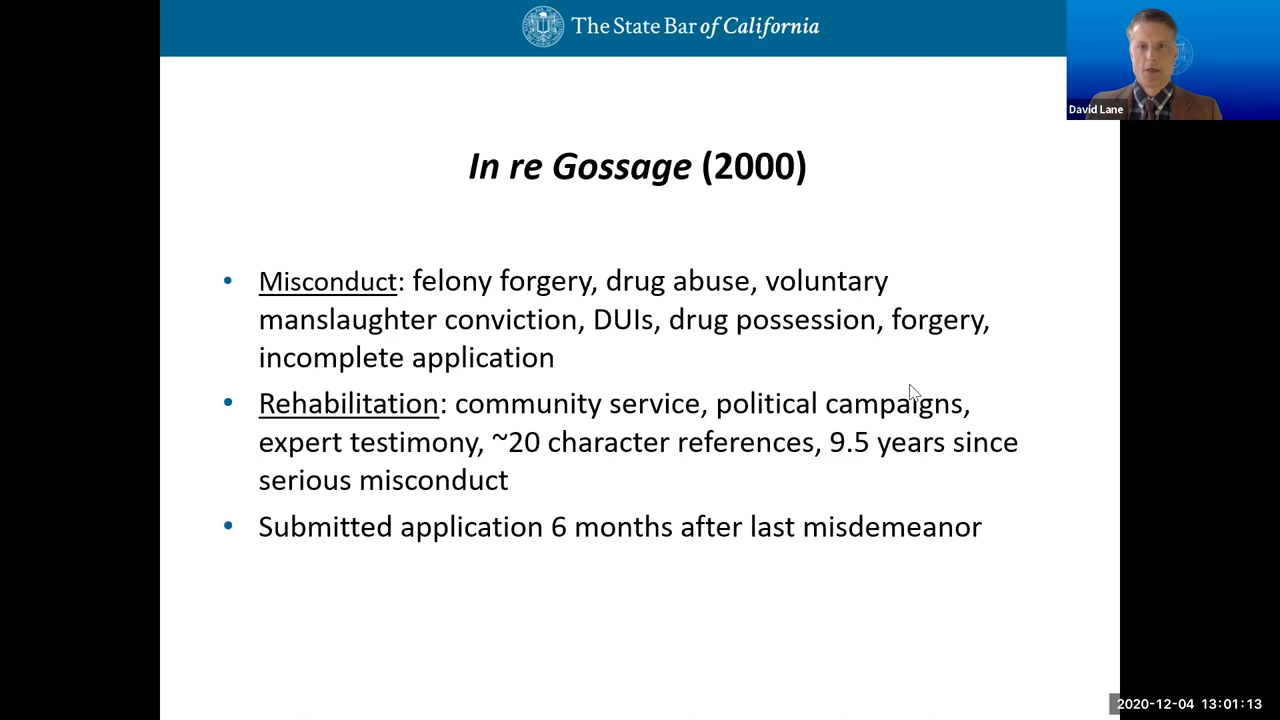 The State Bar of California
David Lane
In re Gossage (2000)
• Misconduct: felony forgery, drug abuse, voluntary
manslaughter conviction, DUIs, drug possession, forgery,
incomplete application
• Rehabilitation: community service, political campaigns,
expert testimony, ~20 character references, 9.5 years since
serious misconduct
• Submitted application 6 months after last misdemeanor
2020-12-04 13:01:13